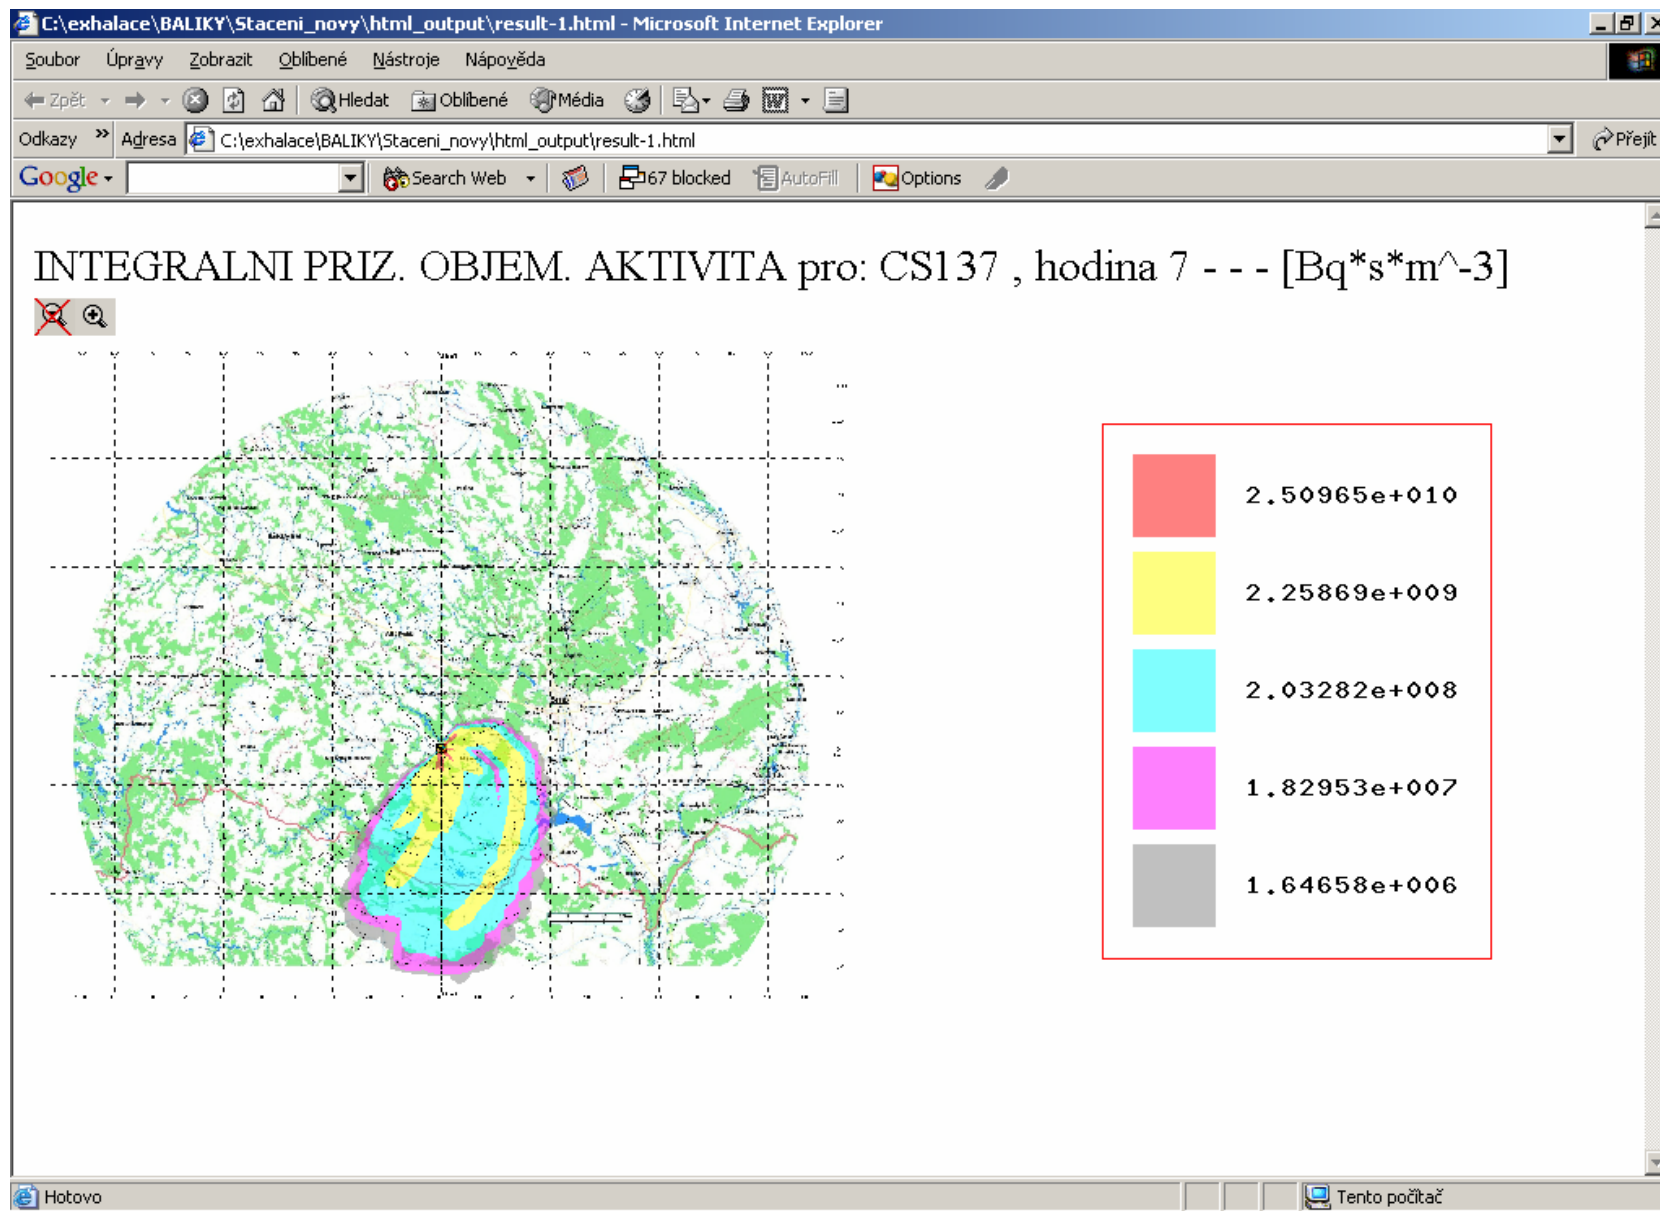 C:\exhalace\BALIKY\Staceni_novy\html_output\result-1.html - Microsoft Internet Explorer
Soubor Úpravy Zobrazit Oblíbené Nástroje Nápověda
Zpět Hledat Oblíbené Média
Odkazy » Adresa C:\exhalace\BALIKY\Staceni_novy\html_output\result-1.html Přejít
Google Search Web 67 blocked AutoFill Options
INTEGRALNI PRIZ. OBJEM. AKTIVITA pro: CS137 , hodina 7 - - - [Bq*s*m^-3]
2.50965e+010
2.25869e+009
2.03282e+008
1.82953e+007
1.64658e+006
Hotovo Tento počítač